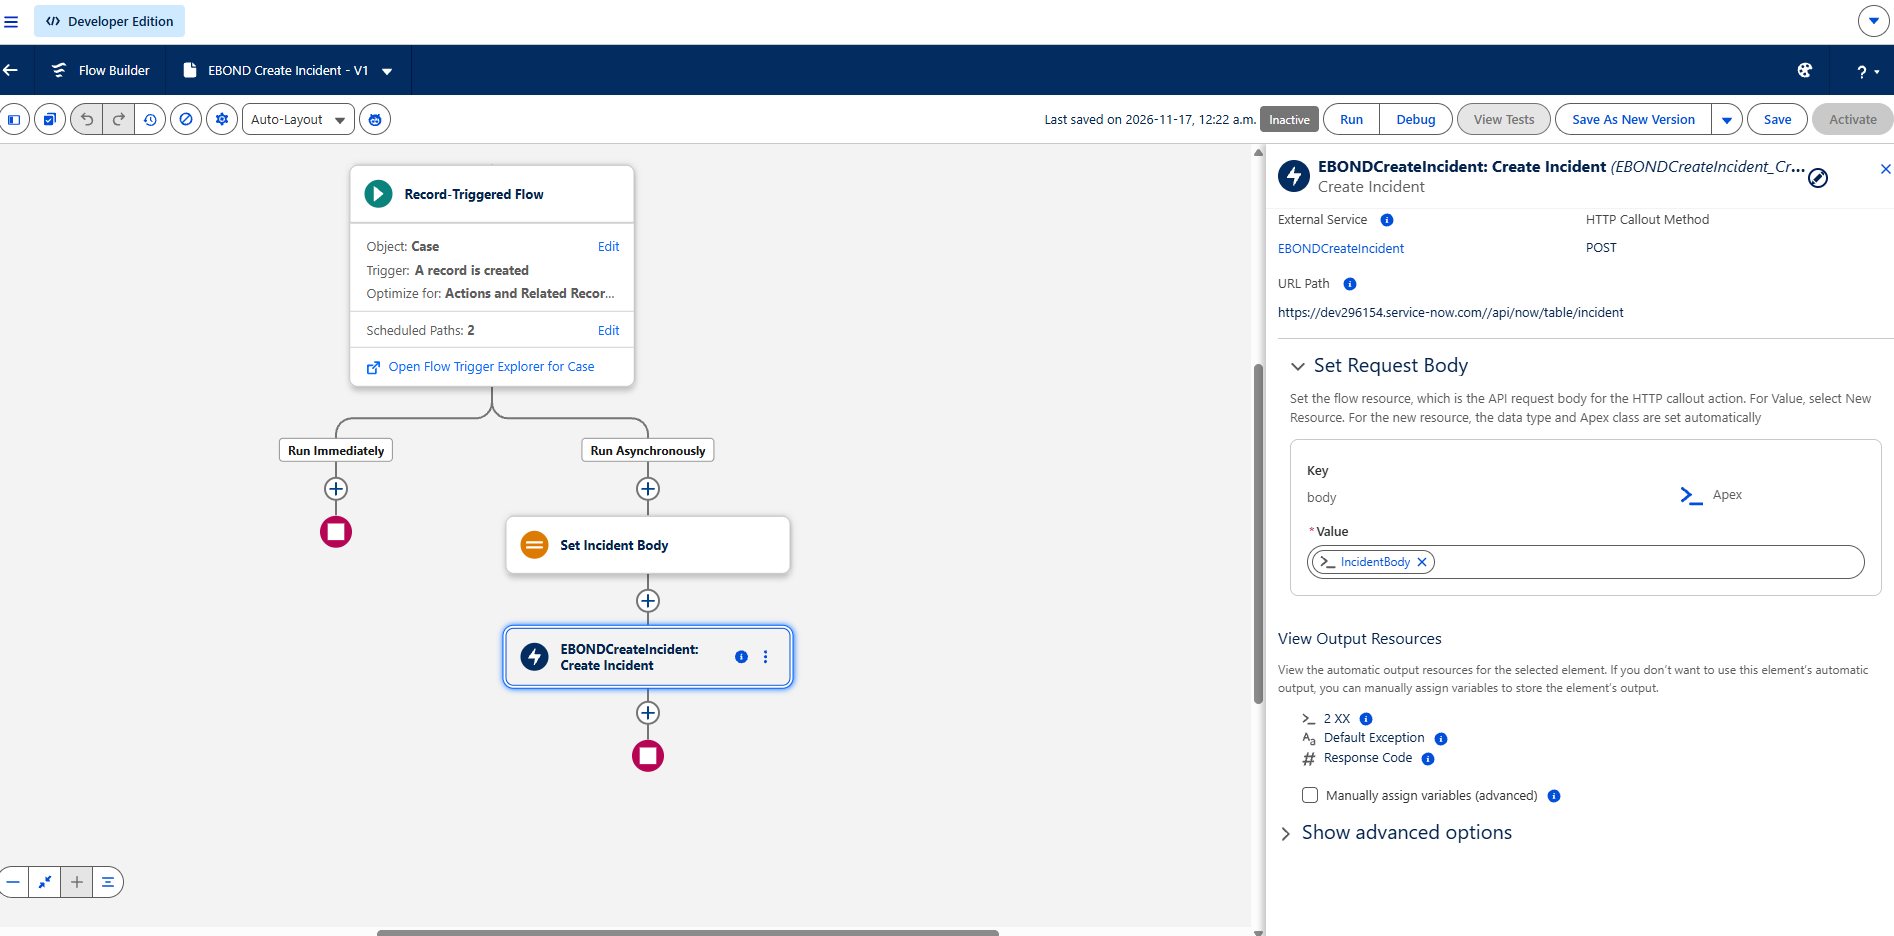 Developer Edition
Flow Builder
EBOND Create Incident - V1
?
Auto-Layout
Last saved on 2026-11-17, 12:22 a.m.
Inactive
Run
Debug
View Tests
Save As New Version
Save
Activate
Record-Triggered Flow
Object: Case
Edit
Trigger: A record is created
Optimize for: Actions and Related Recor...
Scheduled Paths: 2
Edit
Open Flow Trigger Explorer for Case
Run Immediately
Run Asynchronously
Set Incident Body
EBONDCreateIncident:
Create Incident
EBONDCreateIncident: Create Incident (EBONDCreateIncident_Cr...
Create Incident
External Service
HTTP Callout Method
EBONDCreateIncident
POST
URL Path
https://dev296154.service-now.com//api/now/table/incident
Set Request Body
Set the flow resource, which is the API request body for the HTTP callout action. For Value, select New
Resource. For the new resource, the data type and Apex class are set automatically
Key
body
Apex
*Value
IncidentBody
View Output Resources
View the automatic output resources for the selected element. If you don't want to use this element's automatic
output, you can manually assign variables to store the element's output.
2 XX
Default Exception
Response Code
Manually assign variables (advanced)
Show advanced options